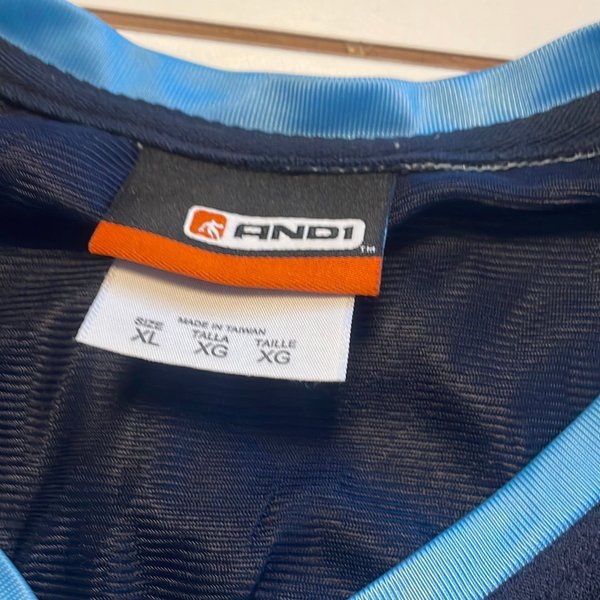 AND1
TM
MADE IN TAIWAN
SIZE TALLA TAILLE
XL XG XG